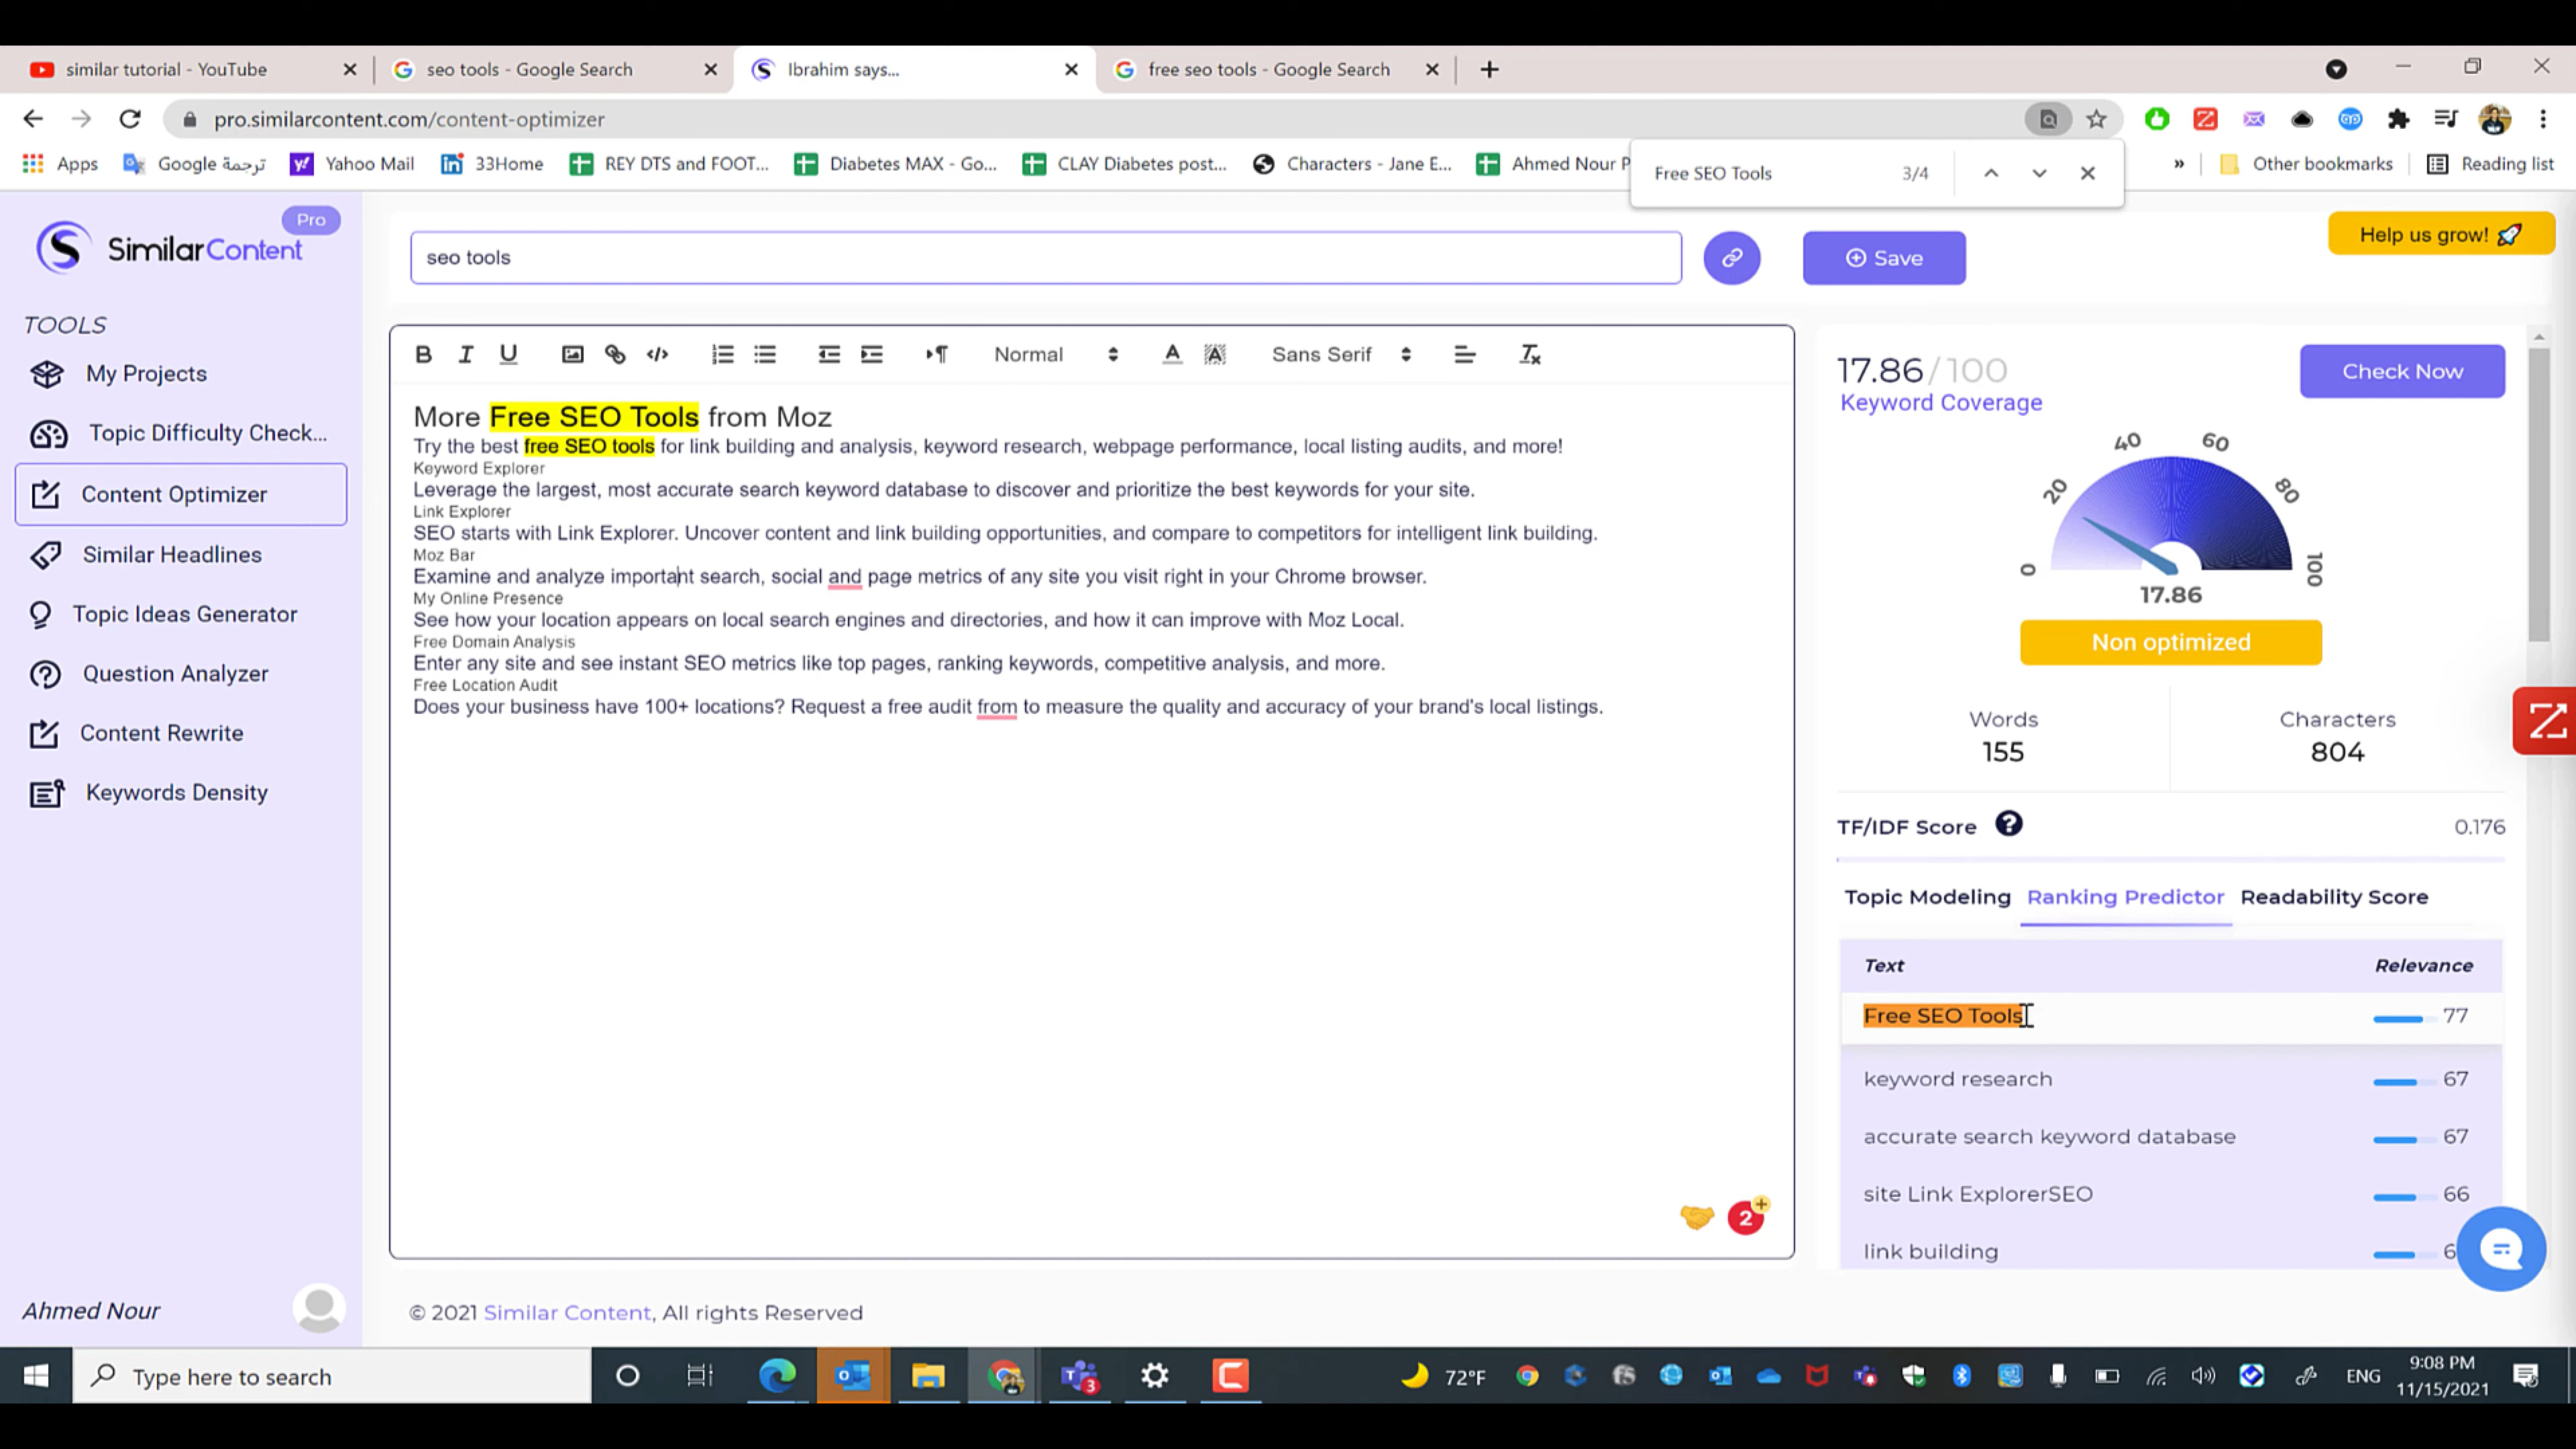 similar tutorial - YouTube
seo tools - Google Search
Ibrahim says...
free seo tools - Google Search
pro.similarcontent.com/content-optimizer
Apps
Google ترجمة
Yahoo Mail
33Home
REY DTS and FOOT...
Diabetes MAX - Go...
CLAY Diabetes post...
Characters - Jane E...
Ahmed Nour P
»
Other bookmarks
Reading list
Free SEO Tools 3/4
Pro
SimilarContent
seo tools
Save
Help us grow!
TOOLS
My Projects
Topic Difficulty Check...
Content Optimizer
Similar Headlines
Topic Ideas Generator
Question Analyzer
Content Rewrite
Keywords Density
Ahmed Nour
B I U Normal A A Sans Serif
More Free SEO Tools from Moz
Try the best free SEO tools for link building and analysis, keyword research, webpage performance, local listing audits, and more!
Keyword Explorer
Leverage the largest, most accurate search keyword database to discover and prioritize the best keywords for your site.
Link Explorer
SEO starts with Link Explorer. Uncover content and link building opportunities, and compare to competitors for intelligent link building.
Moz Bar
Examine and analyze important search, social and page metrics of any site you visit right in your Chrome browser.
My Online Presence
See how your location appears on local search engines and directories, and how it can improve with Moz Local.
Free Domain Analysis
Enter any site and see instant SEO metrics like top pages, ranking keywords, competitive analysis, and more.
Free Location Audit
Does your business have 100+ locations? Request a free audit from to measure the quality and accuracy of your brand's local listings.
2
© 2021 Similar Content, All rights Reserved
17.86/100
Keyword Coverage
Check Now
0 20 40 60 80 100
17.86
Non optimized
Words
155
Characters
804
TF/IDF Score 0.176
Topic Modeling Ranking Predictor Readability Score
Text Relevance
Free SEO Tools 77
keyword research 67
accurate search keyword database 67
site Link ExplorerSEO 66
link building
Type here to search
3
72°F
ENG
9:08 PM
11/15/2021